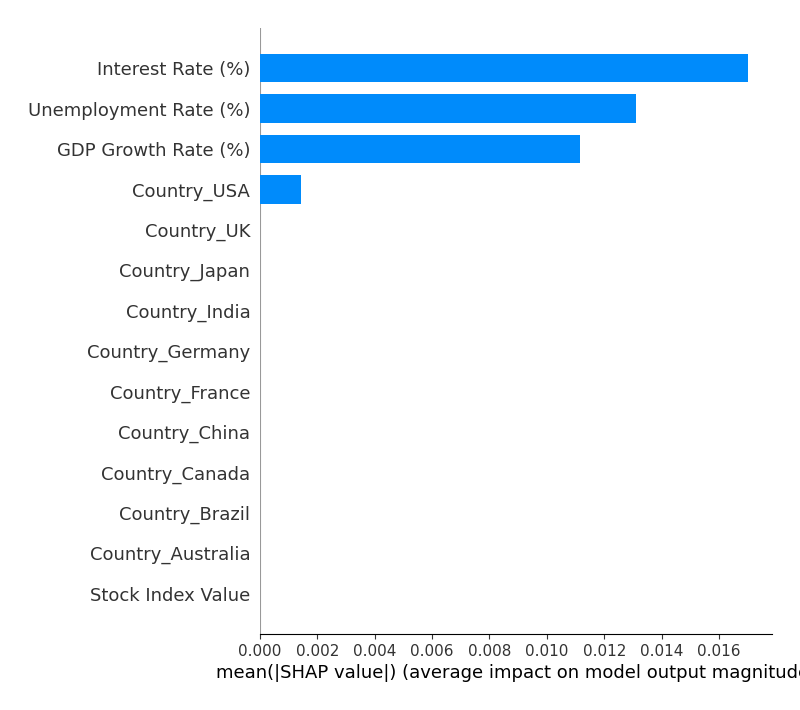 Interest Rate (%)
Unemployment Rate (%)
GDP Growth Rate (%)
Country_USA
Country_UK
Country_Japan
Country_India
Country_Germany
Country_France
Country_China
Country_Canada
Country_Brazil
Country_Australia
Stock Index Value
0.000 0.002 0.004 0.006 0.008 0.010 0.012 0.014 0.016
mean(|SHAP value|) (average impact on model output magnitude